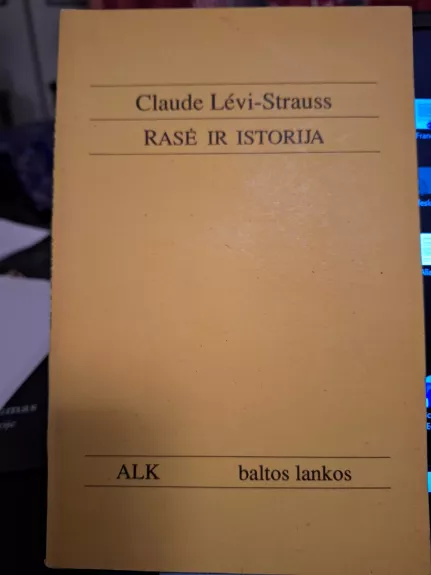 Claude Lévi-Strauss
RASĖ IR ISTORIJA
ALK baltos lankos